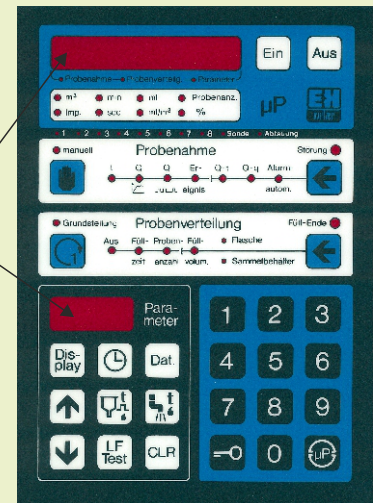 Ein Aus
Probenahme Probenverteilg. Parameter
m³ min ml Probenanz.
Imp. sec ml/m³ %
µP
1 2 3 4 5 6 7 8 Sonde Abtauung
manuell Probenahme Störung
t Q Q Er- Q-t Q-q Alarm
eignis autom.
Grundstellung Probenverteilung Füll-Ende
Aus Füll- Proben- Füll- Flasche
zeit anzahl volum. Sammelbehälter
1
Para-
meter
1 2 3
Dis-
play
Dat.
4 5 6
t
t
7 8 9
LF
Test
CLR
0
µP